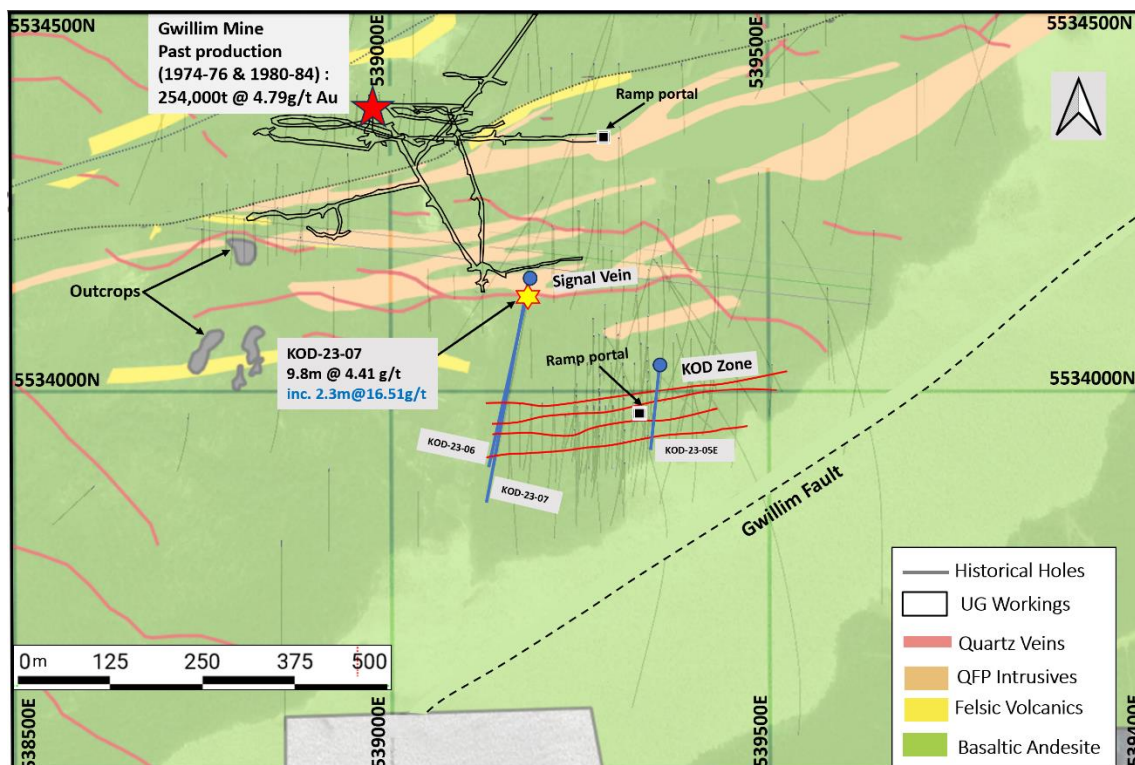 5534500N
539000E
539500E
5534500N
Gwillim Mine
Past production
(1974-76 & 1980-84) :
254,000t @ 4.79g/t Au
Ramp portal
Outcrops
Signal Vein
KOD-23-07
9.8m @ 4.41 g/t
inc. 2.3m@16.51g/t
Ramp portal
KOD Zone
5534000N
5534000N
KOD-23-06
KOD-23-05E
KOD-23-07
Gwillim Fault
0m 125 250 375 500
538500E
539000E
539500E
Historical Holes
UG Workings
Quartz Veins
QFP Intrusives
Felsic Volcanics
Basaltic Andesite